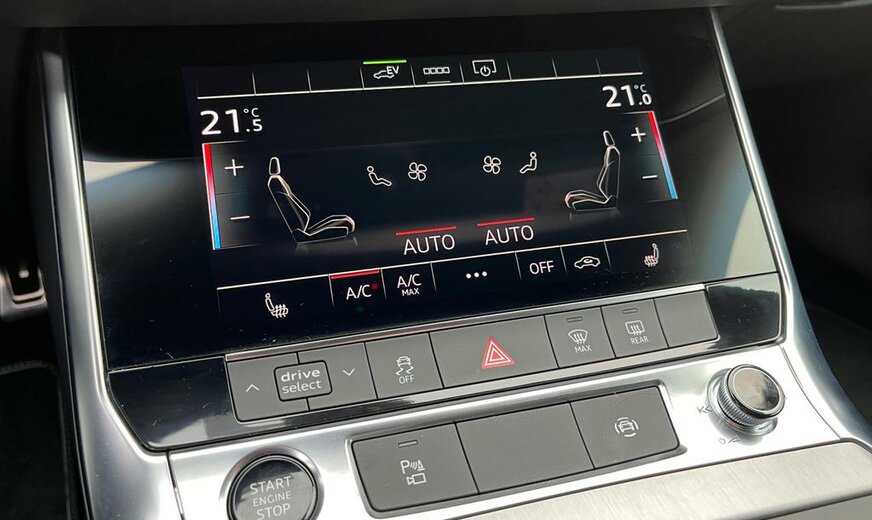 EV
21.5 °C
21.0 °C
+
+
−
−
AUTO
AUTO
A/C
A/C
MAX
•••
OFF
drive
select
OFF
MAX
REAR
P
START
ENGINE
STOP